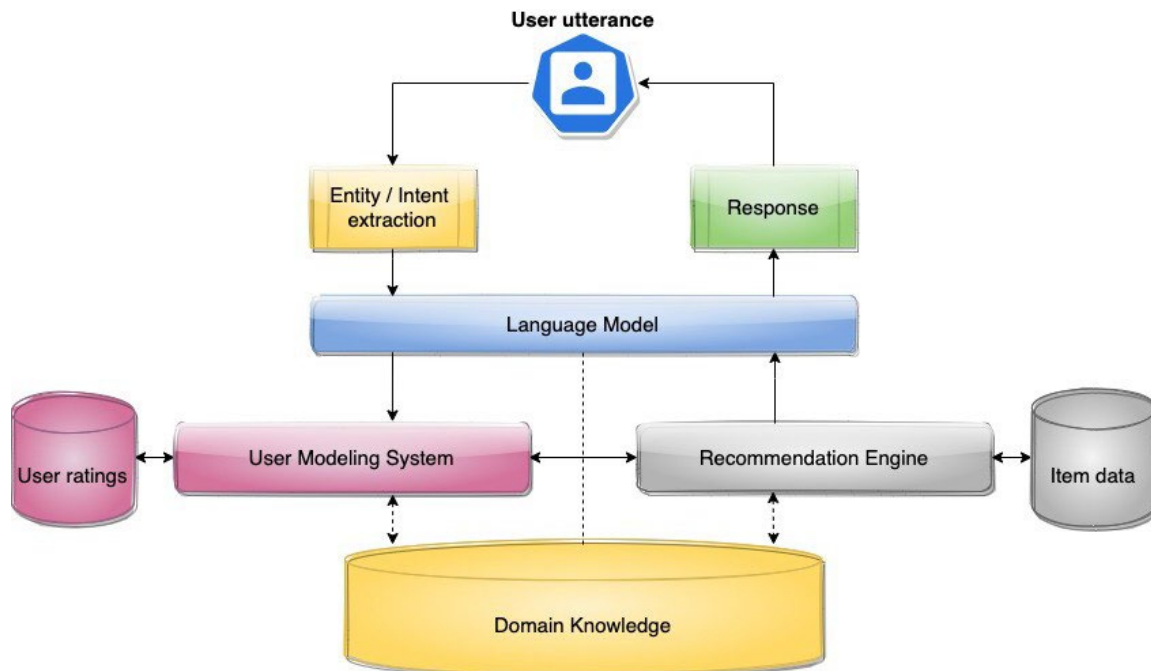 User utterance
Entity / Intent
extraction
Response
Language Model
User ratings
User Modeling System
Recommendation Engine
Item data
Domain Knowledge